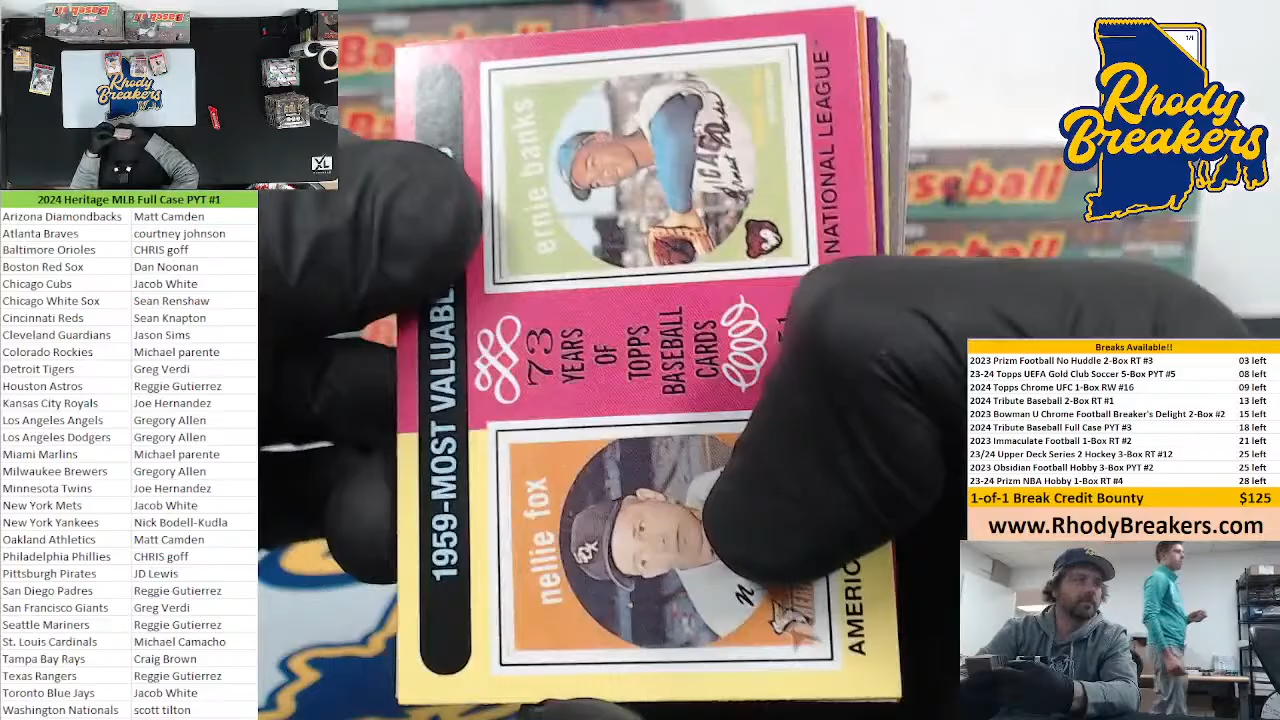 2024 Heritage MLB Full Case PYT #1
Arizona Diamondbacks Matt Camden
Atlanta Braves courtney johnson
Baltimore Orioles CHRIS goff
Boston Red Sox Dan Noonan
Chicago Cubs Jacob White
Chicago White Sox Sean Renshaw
Cincinnati Reds Sean Knapton
Cleveland Guardians Jason Sims
Colorado Rockies Michael parente
Detroit Tigers Greg Verdi
Houston Astros Reggie Gutierrez
Kansas City Royals Joe Hernandez
Los Angeles Angels Gregory Allen
Los Angeles Dodgers Gregory Allen
Miami Marlins Michael parente
Milwaukee Brewers Gregory Allen
Minnesota Twins Joe Hernandez
New York Mets Jacob White
New York Yankees Nick Bodell-Kudla
Oakland Athletics Matt Camden
Philadelphia Phillies CHRIS goff
Pittsburgh Pirates JD Lewis
San Diego Padres Reggie Gutierrez
San Francisco Giants Greg Verdi
Seattle Mariners Reggie Gutierrez
St. Louis Cardinals Michael Camacho
Tampa Bay Rays Craig Brown
Texas Rangers Reggie Gutierrez
Toronto Blue Jays Jacob White
Washington Nationals scott tilton
Rhody
Breakers
XL
1959-MOST VALUABL
ernie banks
NATIONAL LEAGUE
73
YEARS
OF
TOPPS
BASEBALL
CARDS
nellie fox
AMERIC
seball
seball
1/1
Rhody
Breakers
Breaks Available!!
2023 Prizm Football No Huddle 2-Box RT #3 03 left
23-24 Topps UEFA Gold Club Soccer 5-Box PYT #5 08 left
2024 Topps Chrome UFC 1-Box RW #16 09 left
2024 Tribute Baseball 2-Box RT #1 13 left
2023 Bowman U Chrome Football Breaker's Delight 2-Box #2 15 left
2024 Tribute Baseball Full Case PYT #3 18 left
2023 Immaculate Football 1-Box RT #2 21 left
23/24 Upper Deck Series 2 Hockey 3-Box RT #12 25 left
2023 Obsidian Football Hobby 3-Box PYT #2 25 left
23-24 Prizm NBA Hobby 1-Box RT #4 28 left
1-of-1 Break Credit Bounty $125
www.RhodyBreakers.com